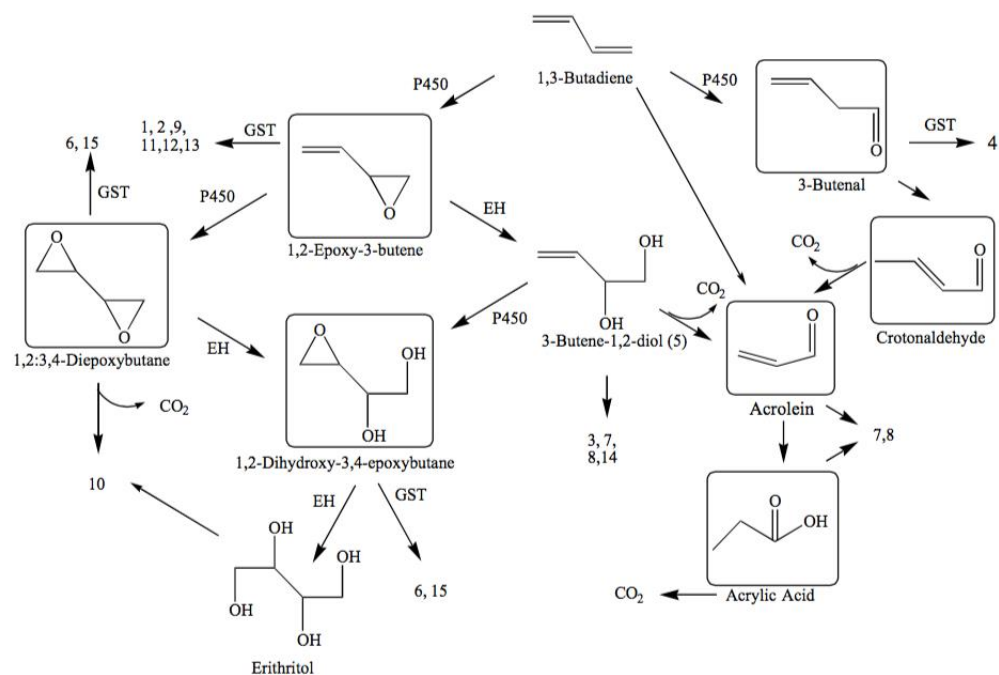 1,3-Butadiene
P450
P450
O
3-Butenal
GST
4
1, 2 ,9,
11,12,13
GST
O
1,2-Epoxy-3-butene
6, 15
GST
P450
EH
O
O
1,2:3,4-Diepoxybutane
OH
OH
3-Butene-1,2-diol (5)
P450
CO2
CO2
O
Crotonaldehyde
EH
O
OH
OH
1,2-Dihydroxy-3,4-epoxybutane
O
Acrolein
CO2
10
3, 7,
8,14
7,8
EH
GST
OH
OH
OH
OH
Erithritol
6, 15
O
OH
Acrylic Acid
CO2